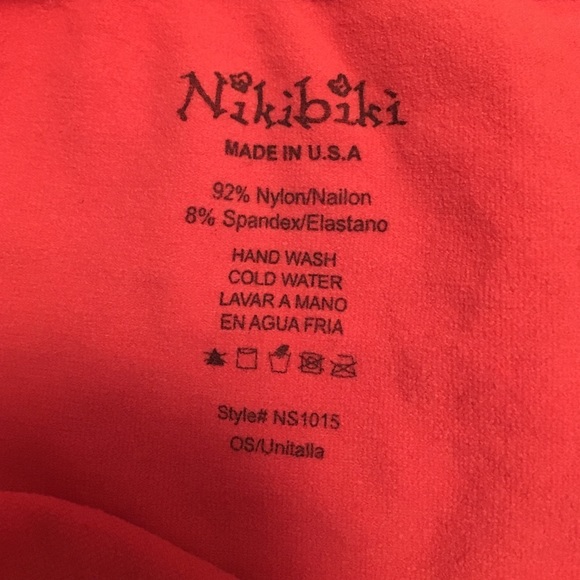 Nikibiki
MADE IN U.S.A
92% Nylon/Nailon
8% Spandex/Elastano
HAND WASH
COLD WATER
LAVAR A MANO
EN AGUA FRIA
Style# NS1015
OS/Unitalla